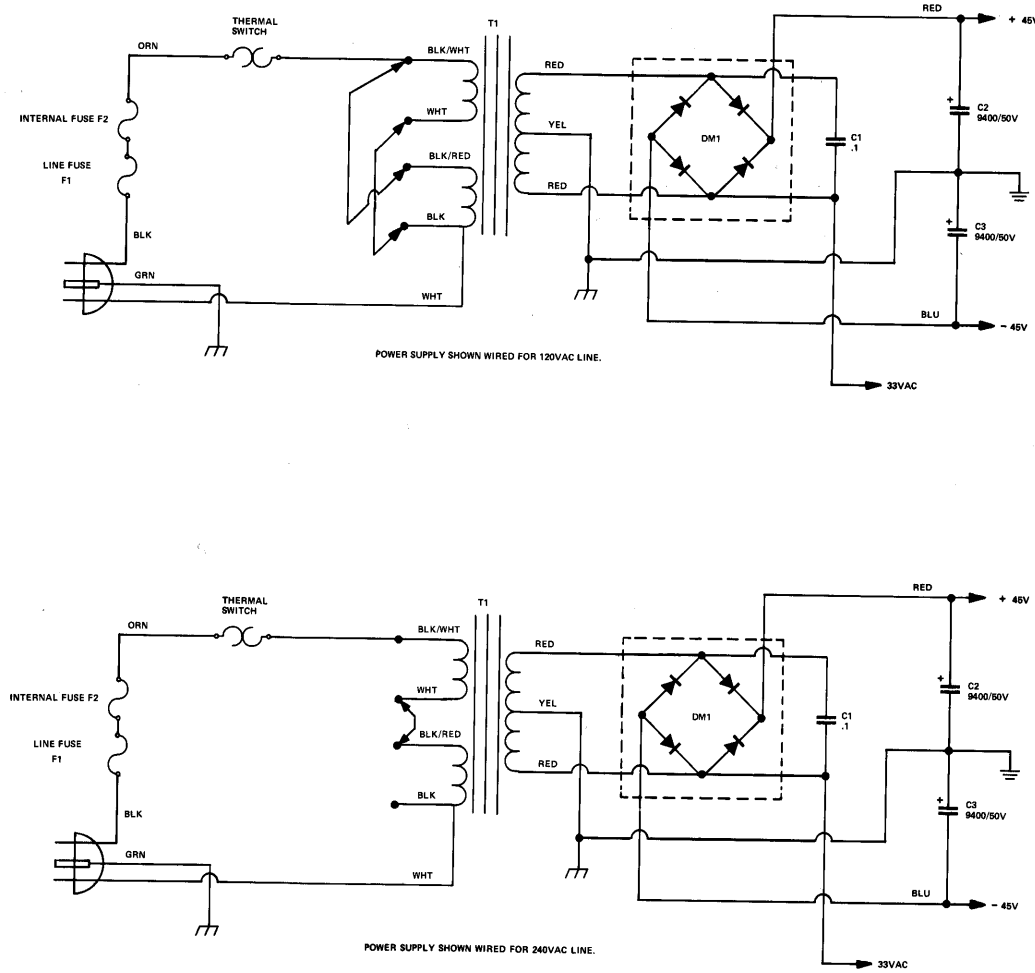 THERMAL
SWITCH
T1
RED
+ 45V
ORN
BLK/WHT
RED
INTERNAL FUSE F2
WHT
YEL
DM1
C1
.1
+
C2
9400/50V
LINE FUSE
F1
BLK/RED
RED
BLK
BLK
+
C3
9400/50V
GRN
WHT
BLU
- 45V
POWER SUPPLY SHOWN WIRED FOR 120VAC LINE.
33VAC
THERMAL
SWITCH
T1
RED
+ 45V
ORN
BLK/WHT
RED
INTERNAL FUSE F2
WHT
YEL
DM1
C1
.1
+
C2
9400/50V
LINE FUSE
F1
BLK/RED
RED
BLK
BLK
+
C3
9400/50V
GRN
WHT
BLU
- 45V
POWER SUPPLY SHOWN WIRED FOR 240VAC LINE.
33VAC